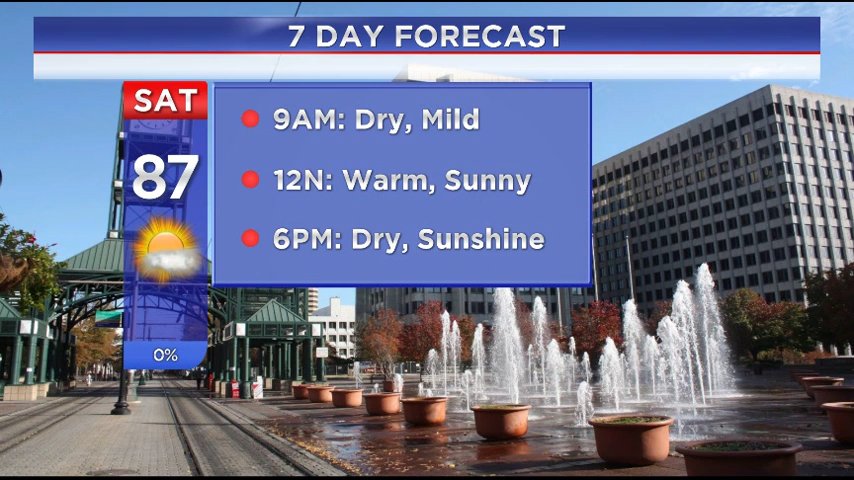 7 DAY FORECAST
SAT
87
0%
9AM: Dry, Mild
12N: Warm, Sunny
6PM: Dry, Sunshine